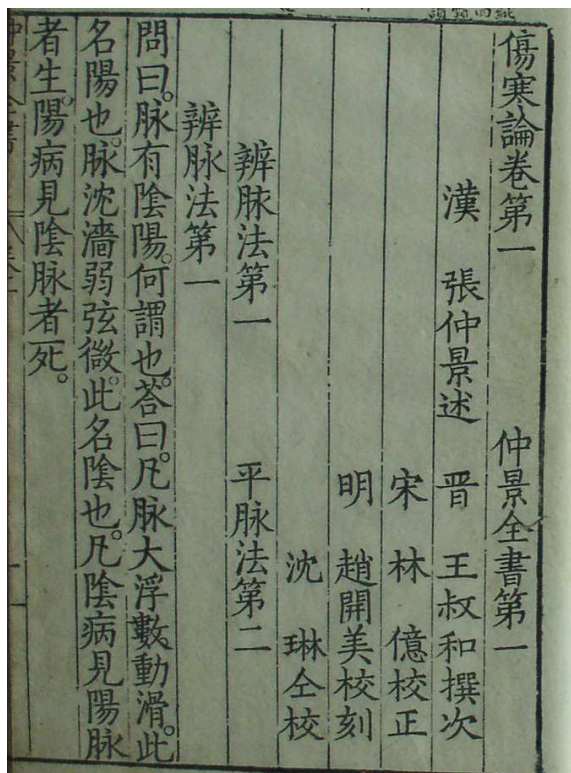 傷寒論卷第一 仲景全書第一
漢 張仲景述 晋 王叔和撰次
宋 林 億校正
明 趙開美校刻
沈 琳仝校
辨脉法第一 平脉法第二
辨脉法第一
問曰。脉有陰陽。何謂也。荅曰。凡脉大浮數動滑。此
名陽也。脉沈濇弱弦微。此名陰也。凡陰病見陽脉
者生。陽病見陰脉者死。
仲景全書